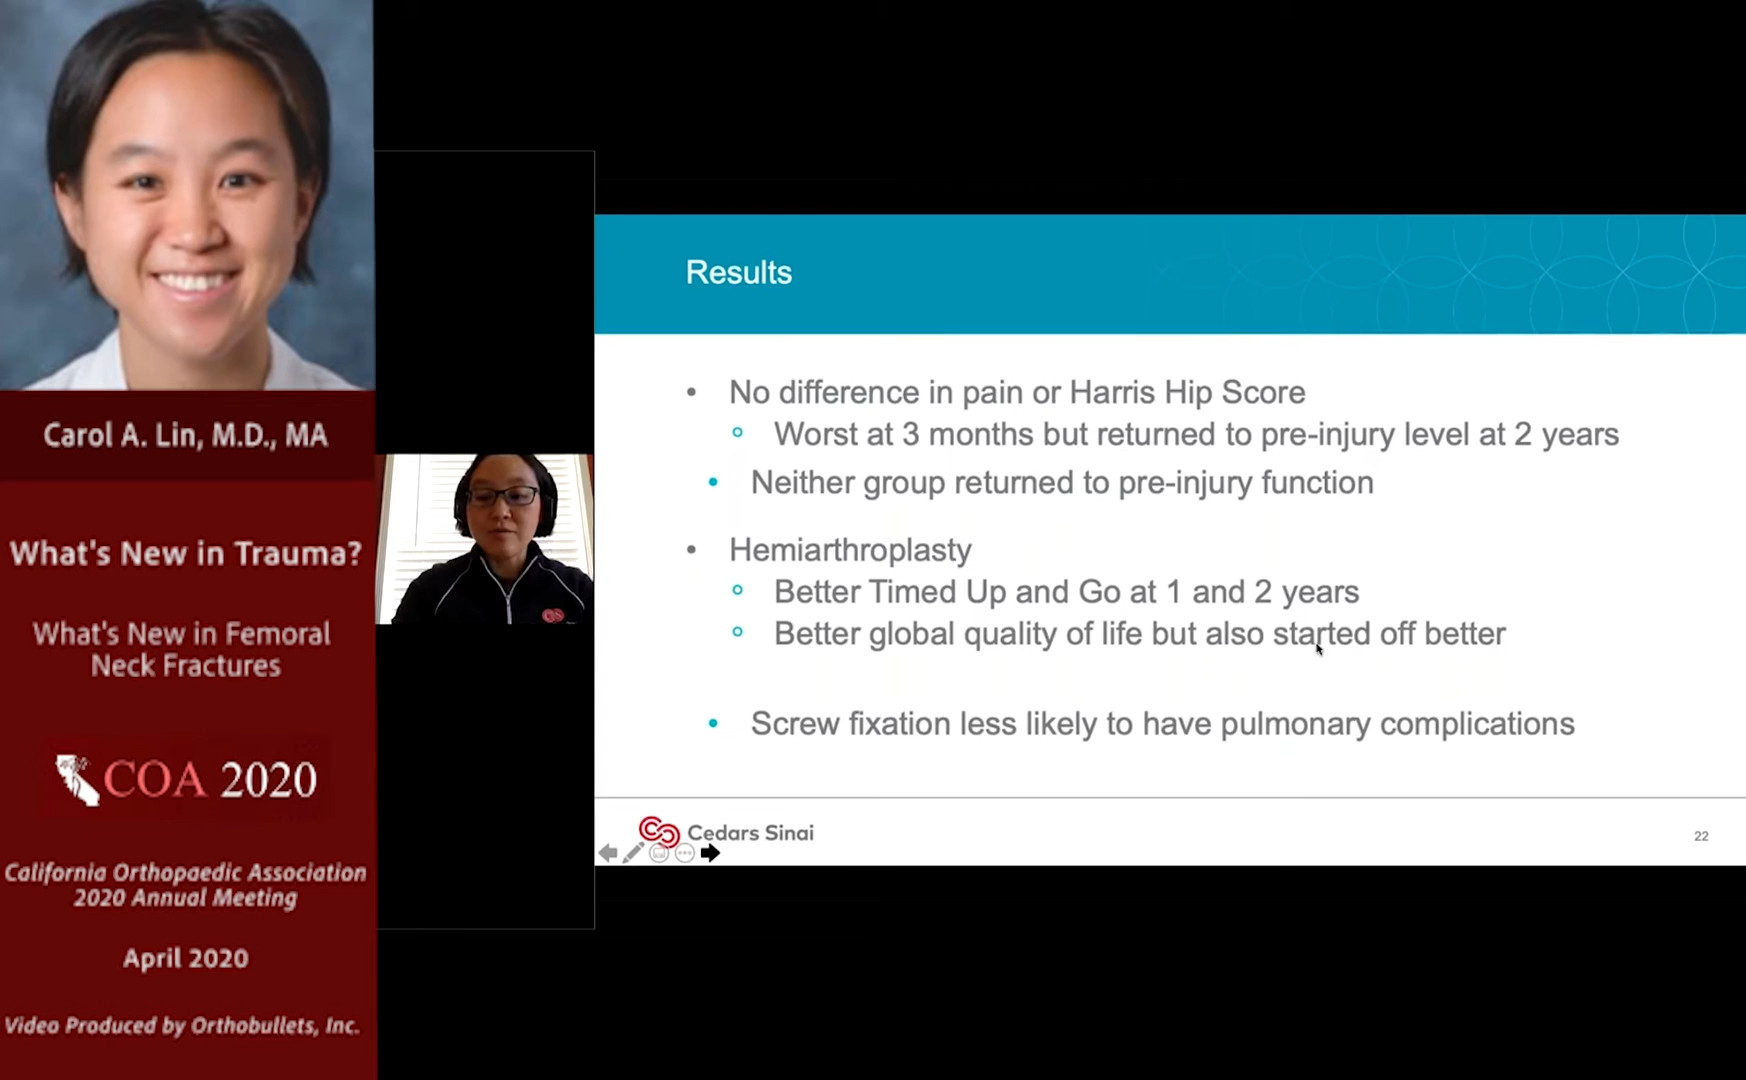 Carol A. Lin, M.D., MA
What's New in Trauma?
What's New in Femoral
Neck Fractures
COA 2020
California Orthopaedic Association
2020 Annual Meeting
April 2020
Video Produced by Orthobullets, Inc.
Results
• No difference in pain or Harris Hip Score
Worst at 3 months but returned to pre-injury level at 2 years
• Neither group returned to pre-injury function
• Hemiarthroplasty
Better Timed Up and Go at 1 and 2 years
Better global quality of life but also started off better
• Screw fixation less likely to have pulmonary complications
Cedars Sinai
22